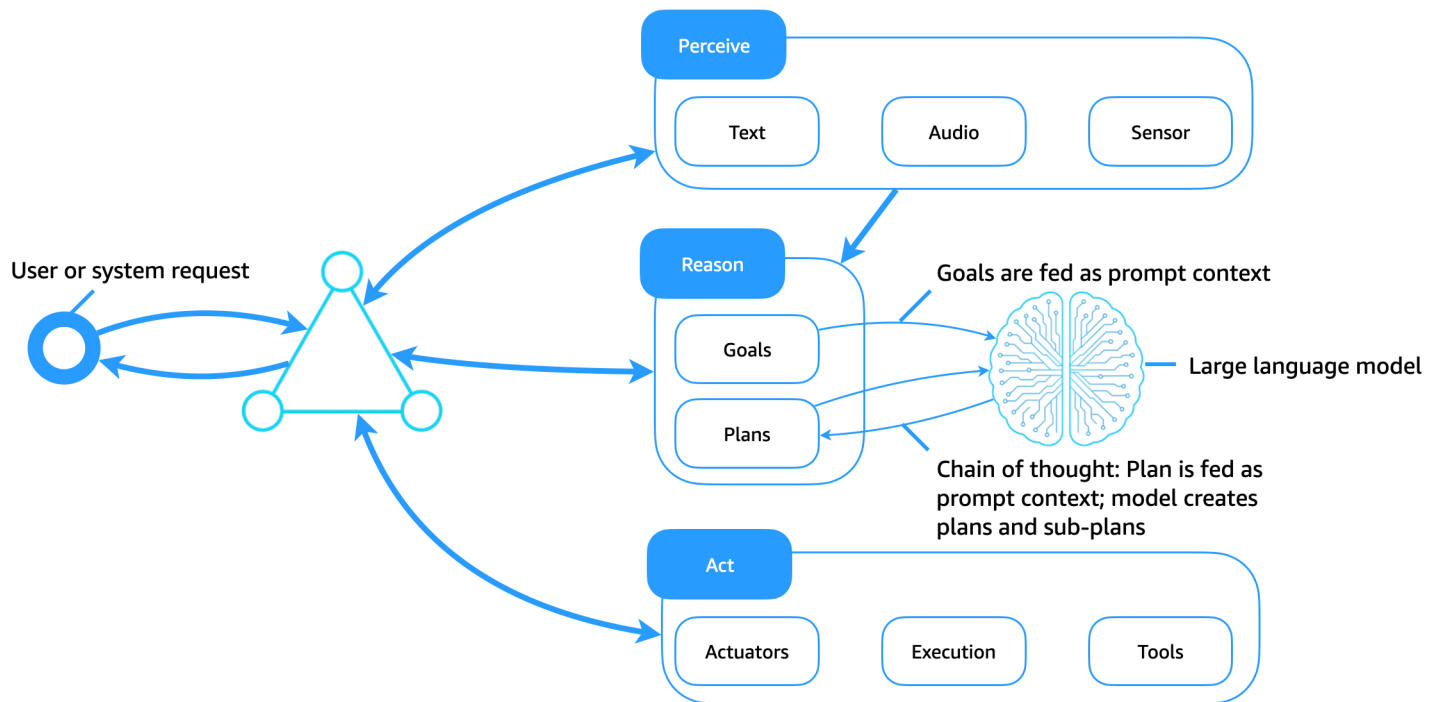 Perceive
Text
Audio
Sensor
User or system request
Reason
Goals are fed as prompt context
Goals
Large language model
Plans
Chain of thought: Plan is fed as
prompt context; model creates
plans and sub-plans
Act
Actuators
Execution
Tools